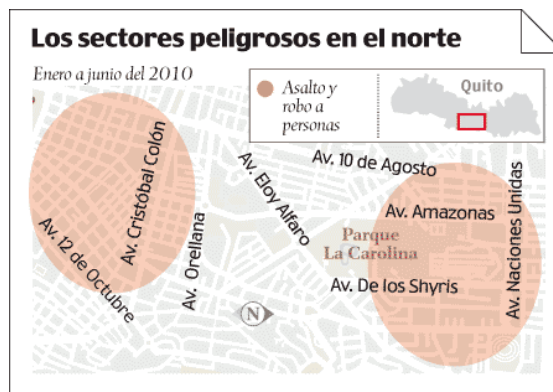 Los sectores peligrosos en el norte
Enero a junio del 2010
Asalto y
robo a
personas
Quito
Av. 10 de Agosto
Av. Cristóbal Colón
Av. Eloy Alfaro
Av. Amazonas
Av. Naciones Unidas
Av. 12 de Octubre
Av. Orellana
Parque
La Carolina
Av. De los Shyris
N